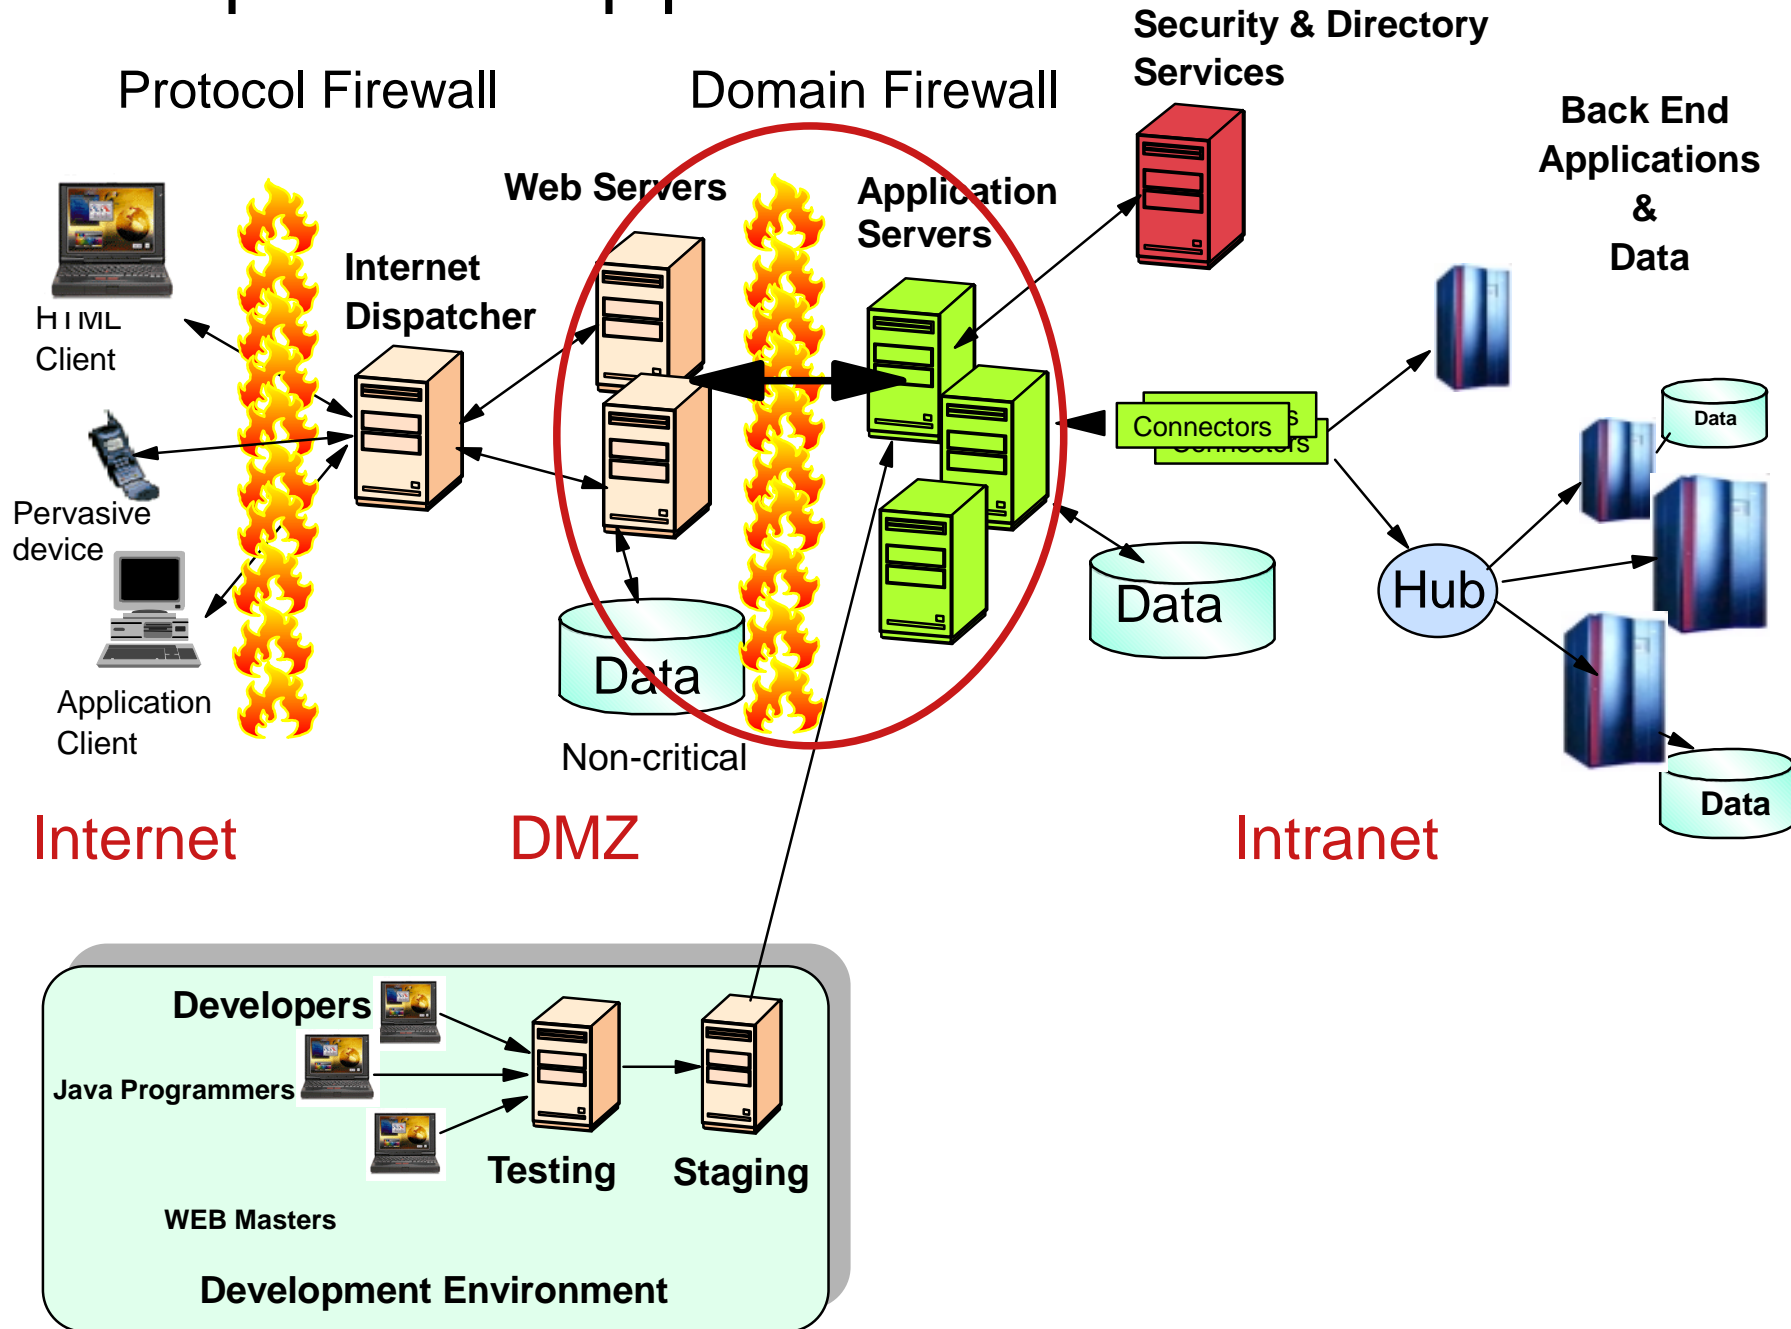 Security & Directory
Services
Protocol Firewall
Domain Firewall
Back End
Applications
&
Data
Web Servers
Application
Servers
Internet
Dispatcher
HTML
Client
Connectors
Connectors
Data
Pervasive
device
Hub
Data
Data
Application
Client
Non-critical
Data
Internet
DMZ
Intranet
Developers
Java Programmers
Testing
Staging
WEB Masters
Development Environment